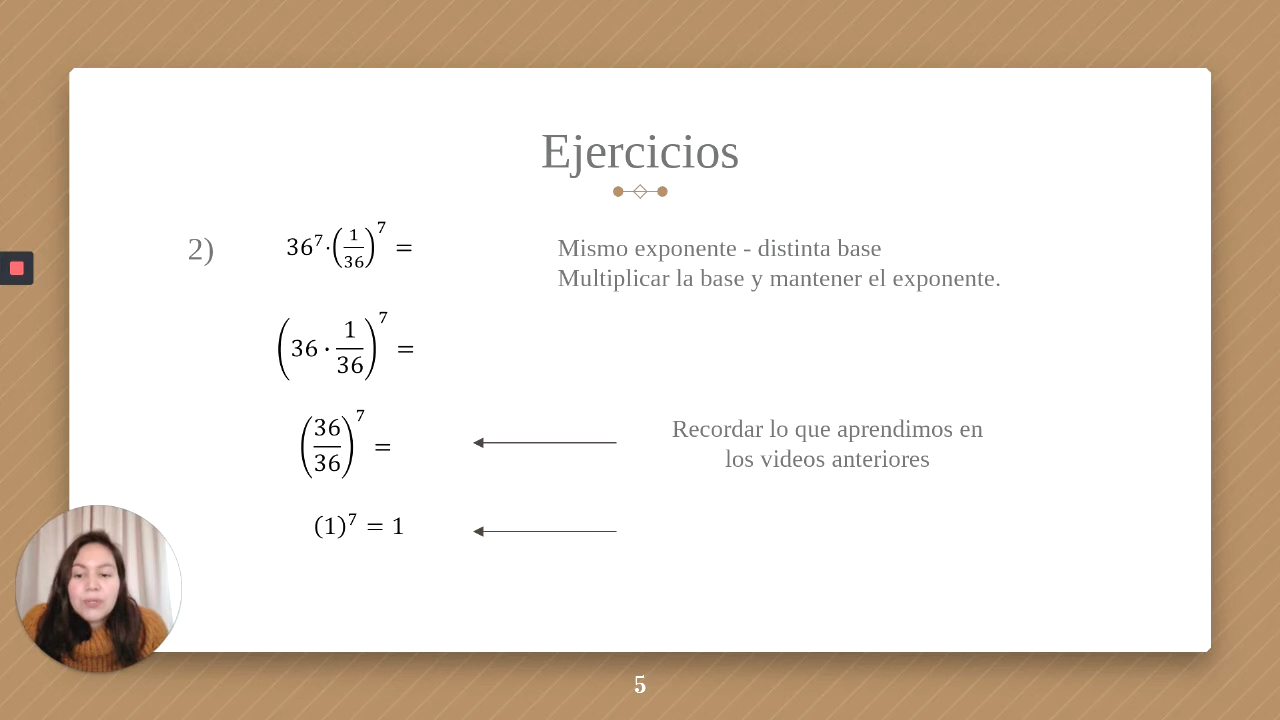 Ejercicios
2) 36⁷·(1/36)⁷ =
Mismo exponente - distinta base
Multiplicar la base y mantener el exponente.
(36 · 1/36)⁷ =
(36/36)⁷ =
Recordar lo que aprendimos en
los videos anteriores
(1)⁷ = 1
5